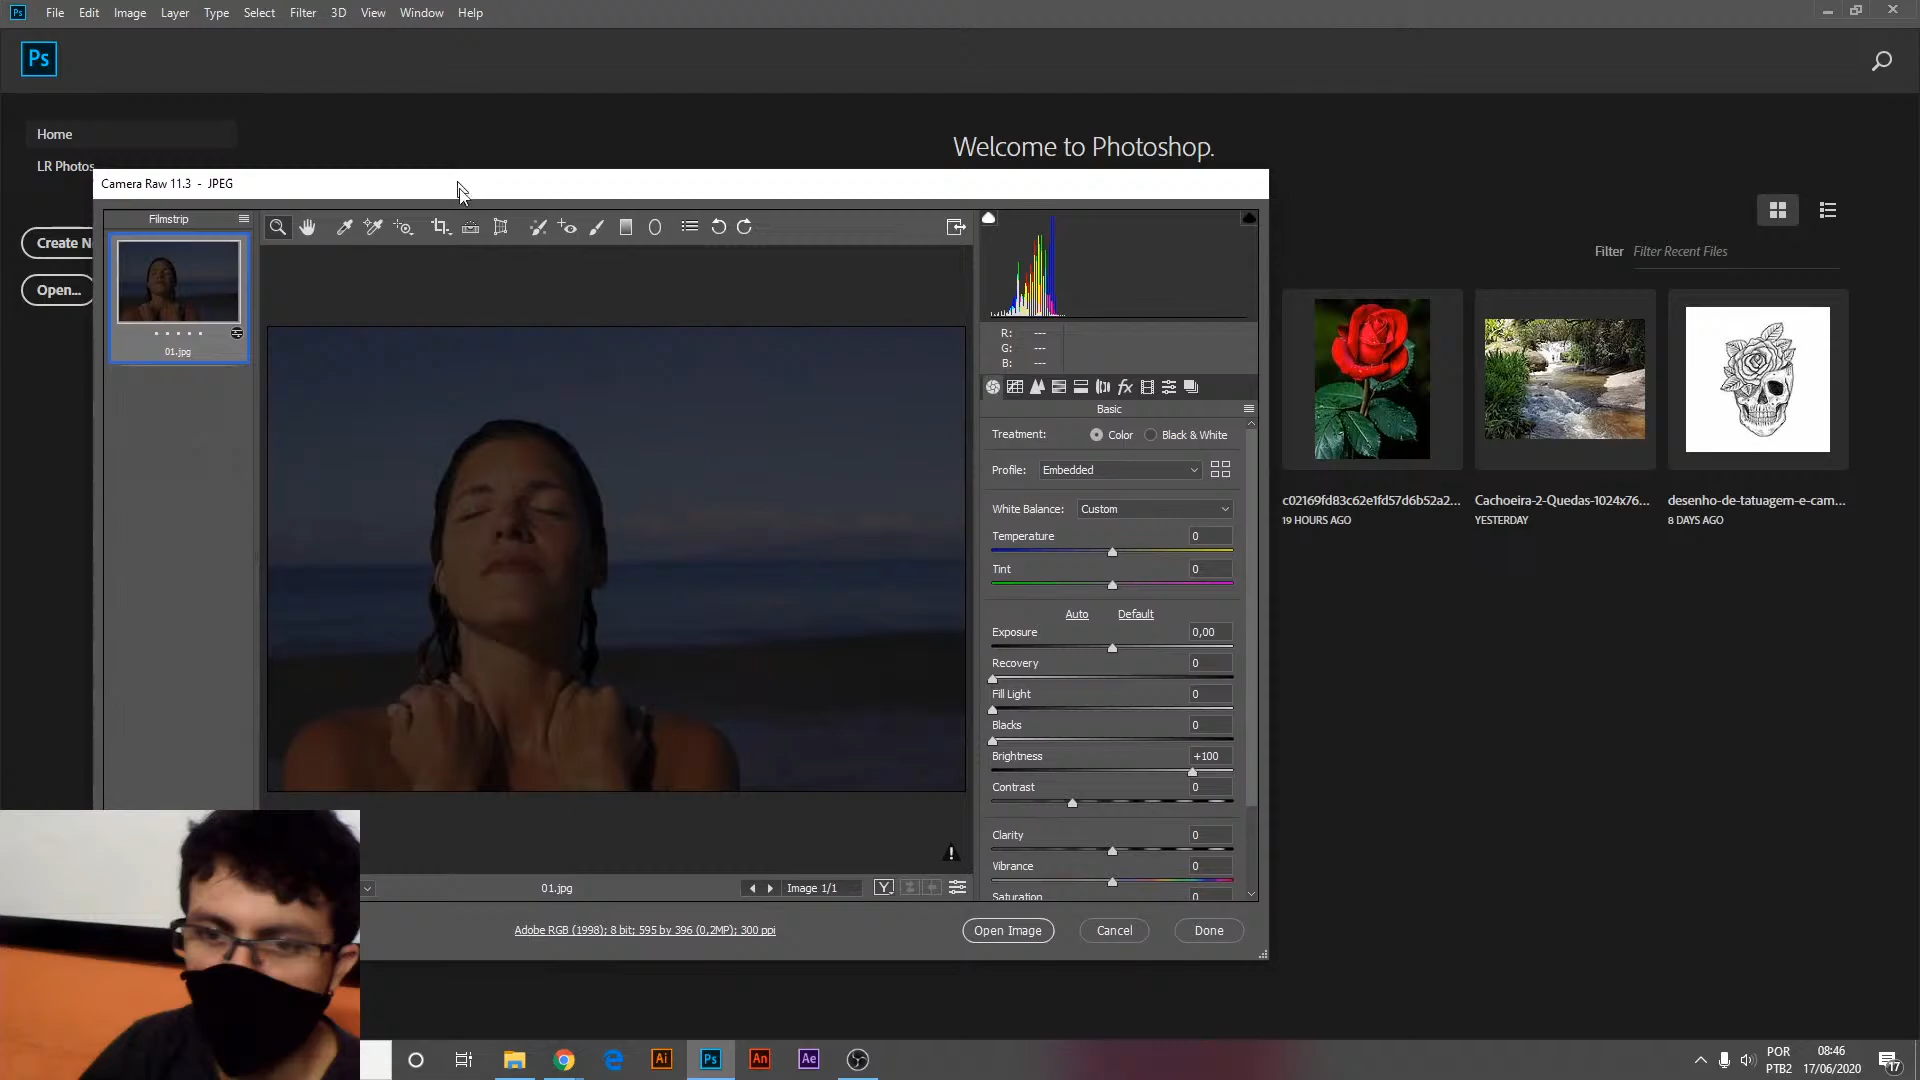 Ps File Edit Image Layer Type Select Filter 3D View Window Help
Ps
Home
Welcome to Photoshop.
LR Photos
Camera Raw 11.3 - JPEG
Filmstrip
Create N
Filter Filter Recent Files
Open...
R: ---
G: ---
B: ---
01.jpg
fx
Basic
Treatment: Color Black & White
Profile: Embedded
White Balance: Custom
c02169fd83c62e1fd57d6b52a2...
Cachoeira-2-Quedas-1024x76...
desenho-de-tatuagem-e-cam...
19 HOURS AGO
YESTERDAY
8 DAYS AGO
Temperature 0
Tint 0
Auto Default
Exposure 0,00
Recovery 0
Fill Light 0
Blacks 0
Brightness +100
Contrast 0
Clarity 0
Vibrance 0
Saturation 0
01.jpg
Image 1/1
Y
Adobe RGB (1998); 8 bit; 595 by 396 (0,2MP); 300 ppi
Open Image Cancel Done
Ai Ps An Ae
POR
PTB2
08:46
17/06/2020
17